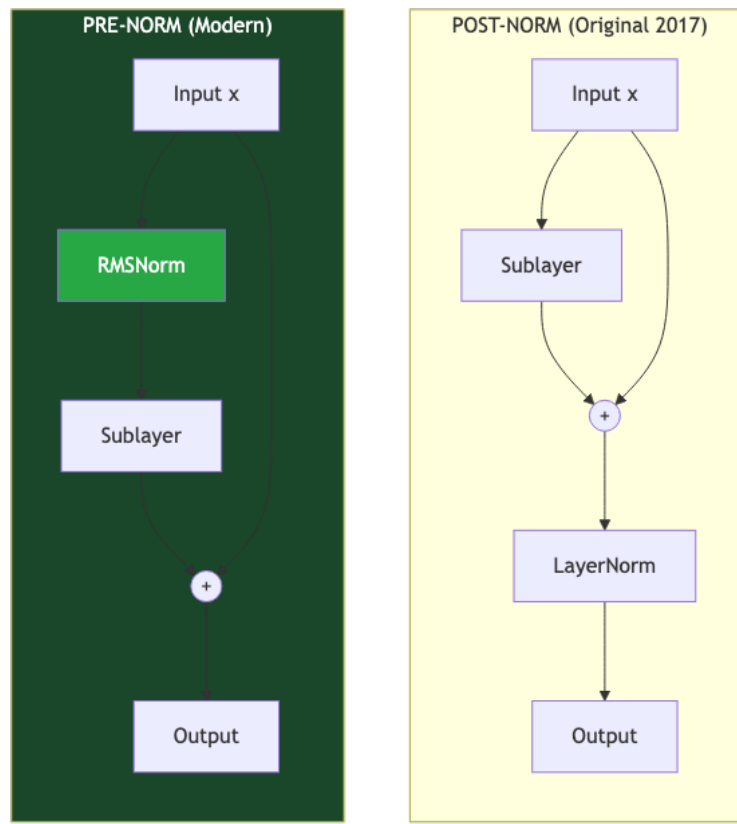 PRE-NORM (Modern)
Input x
RMSNorm
Sublayer
+
Output
POST-NORM (Original 2017)
Input x
Sublayer
+
LayerNorm
Output